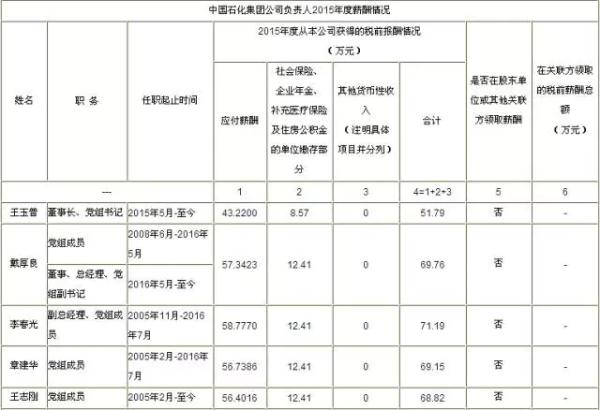 中国石化集团公司负责人2015年度薪酬情况
姓名
职 务
任职起止时间
2015年度从本公司获得的税前报酬情况
（万元）
应付薪酬
社会保险、
企业年金、
补充医疗保险
及住房公积金
的单位缴存部
分
其他货币性收
入
（注明具体
项目并分列）
合计
是否在股东单
位或其他关联
方领取薪酬
在关联方领取
的税前薪酬总
额
（万元）
---
1
2
3
4=1+2+3
5
6
王玉普
董事长、党组书记
2015年5月-至今
43.2200
8.57
0
51.79
否
-
戴厚良
党组成员
2008年6月-2016年
5月
董事、总经理、党
组副书记
2016年5月-至今
57.3423
12.41
0
69.76
否
-
李春光
副总经理、党组成
员
2005年11月-2016
年7月
58.7770
12.41
0
71.19
否
-
章建华
党组成员
2005年2月-2016年
7月
56.7386
12.41
0
69.15
否
-
王志刚
党组成员
2005年2月-至今
56.4016
12.41
0
68.82
否
-